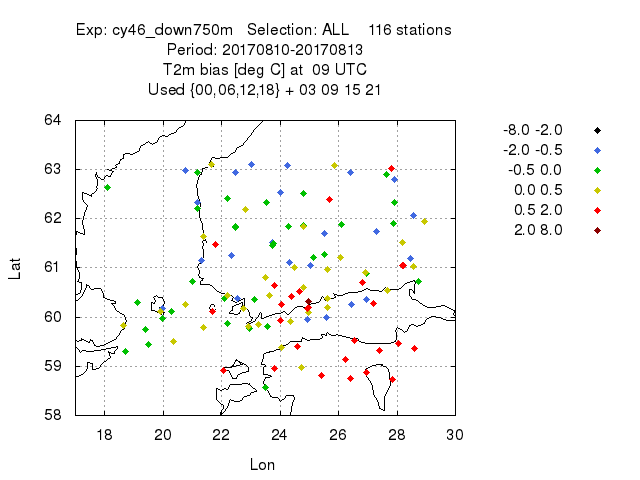 Exp: cy46_down750m Selection: ALL 116 stations
Period: 20170810-20170813
T2m bias [deg C] at 09 UTC
Used {00,06,12,18} + 03 09 15 21
64
63
62
61
60
59
58
Lat
18 20 22 24 26 28 30
Lon
-8.0 -2.0
-2.0 -0.5
-0.5 0.0
0.0 0.5
0.5 2.0
2.0 8.0